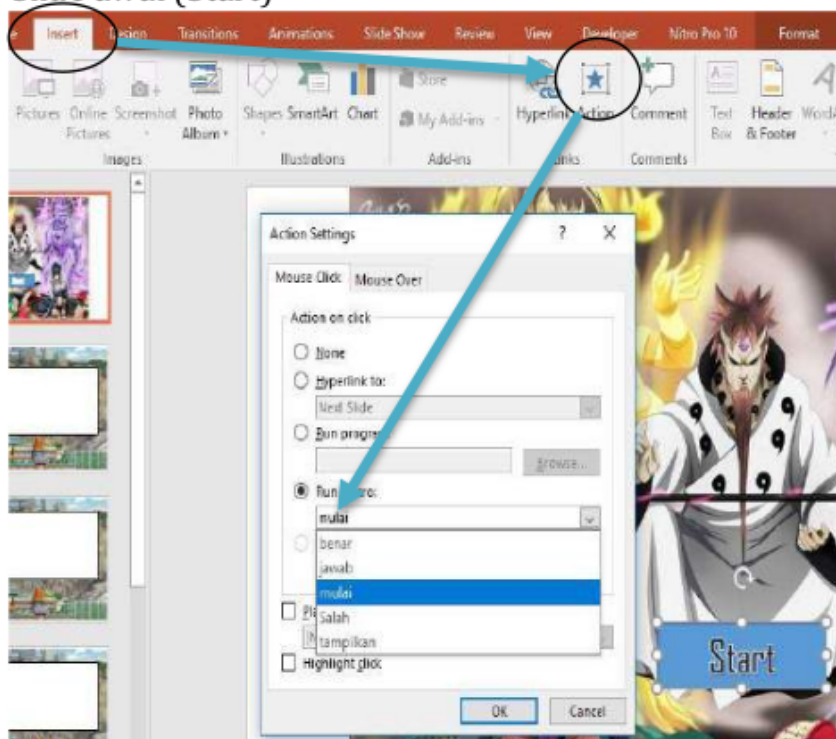 Insert Design Transitions Animations Slide Show Review View Developer Nitro Pro 10 Format
Pictures Online Pictures Screenshot Photo Album Shapes SmartArt Chart Store My Add-ins Hyperlink Action Comment Text Box Header & Footer
Images Illustrations Add-ins Comments
Action Settings ? X
Mouse Click Mouse Over
Action on click
None
Hyperlink to:
Next Slide
Run program:
Browse...
Run
mulai
benar
jawab
mulai
Salah
tampilkan
Highlight click
OK Cancel
Start